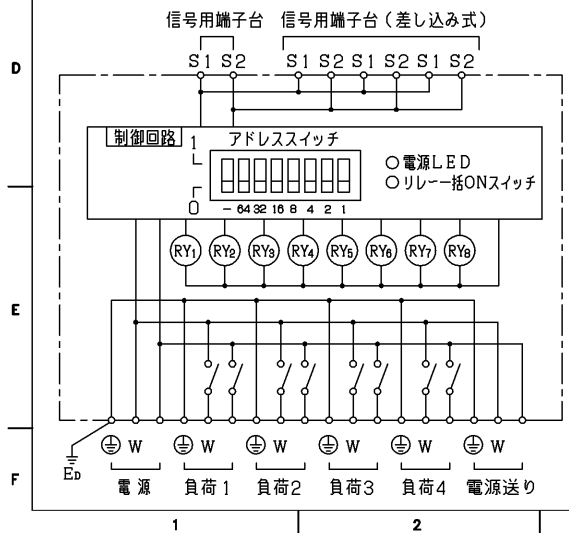 信号用端子台 信号用端子台(差し込み式)
D
S1 S2 S1 S2 S1 S2 S1 S2
制御回路 1 アドレススイッチ
○電源LED
○リレー一括ONスイッチ
0 - 64 32 16 8 4 2 1
RY1 RY2 RY3 RY4 RY5 RY6 RY7 RY8
E
W W W W W W
ED
F
電源 負荷1 負荷2 負荷3 負荷4 電源送り
1 2